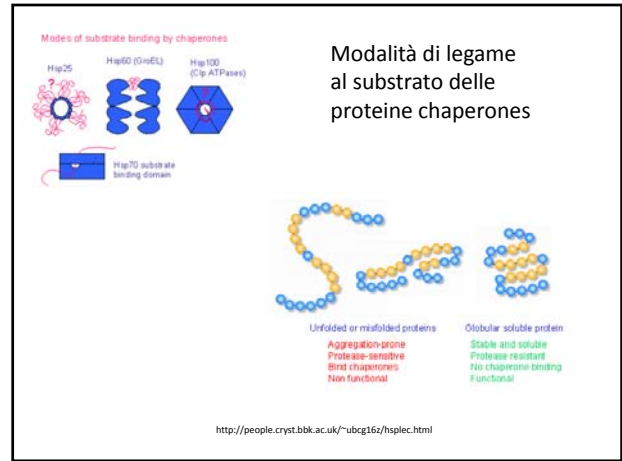 Modes of substrate binding by chaperones
Hsp25
Hsp60 (GroEL)
Hsp100
(Clp ATPases)
?
?
Hsp70 substrate
binding domain
Modalità di legame
al substrato delle
proteine chaperones
Unfolded or misfolded proteins
Aggregation-prone
Protease-sensitive
Bind chaperones
Non functional
Globular soluble protein
Stable and soluble
Protease resistant
No chaperone binding
Functional
http://people.cryst.bbk.ac.uk/~ubcg16z/hsplec.html